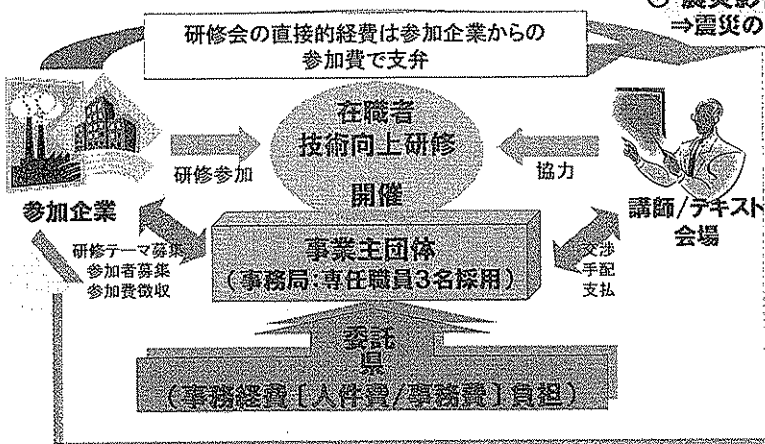 ⇒震災の
研修会の直接的経費は参加企業からの
参加費で支弁
在職者
技術向上研修
開催
研修参加
協力
参加企業
講師/テキスト
会場
研修テーマ募集
参加者募集
参加費徴収
事業主団体
(事務局:専任職員3名採用)
交渉
手配
支払
委託
県
(事務経費[人件費/事務費]負担)